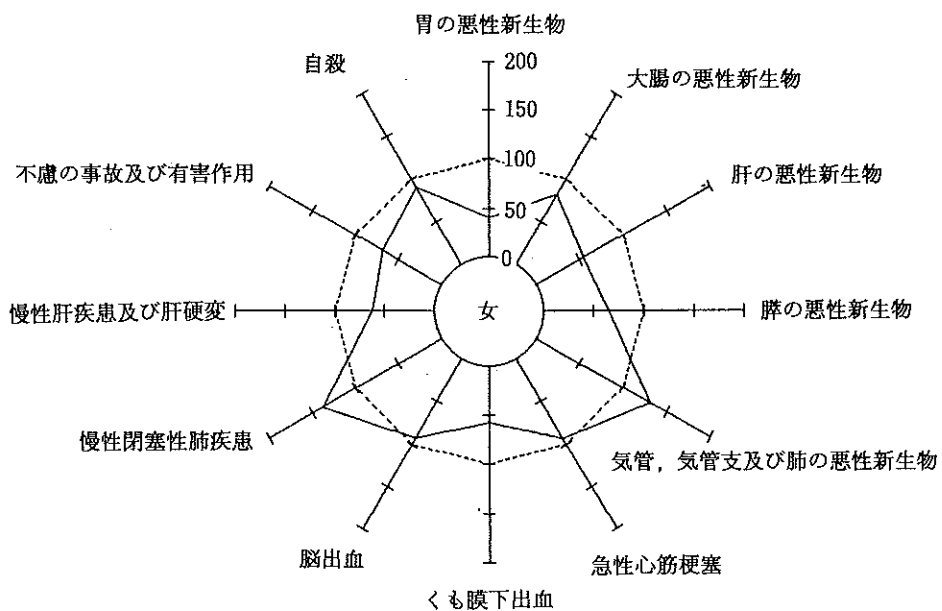 胃の悪性新生物
自殺
200
大腸の悪性新生物
150
不慮の事故及び有害作用
100
肝の悪性新生物
50
0
慢性肝疾患及び肝硬変
女
膵の悪性新生物
慢性閉塞性肺疾患
気管，気管支及び肺の悪性新生物
脳出血
急性心筋梗塞
くも膜下出血